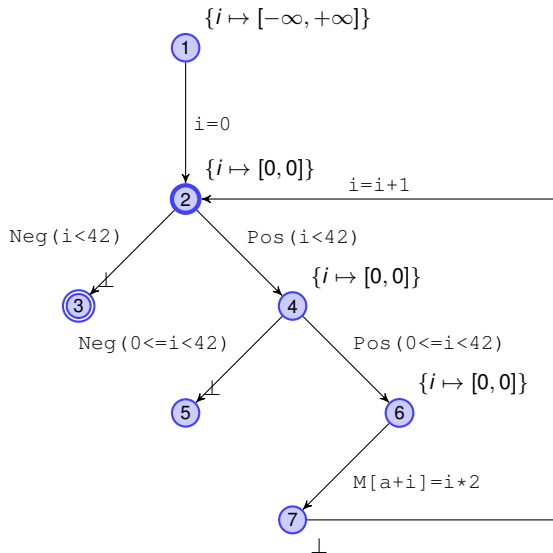 {i ↦ [−∞, +∞]}
1
i=0
{i ↦ [0, 0]}
2
i=i+1
Neg(i<42)
Pos(i<42)
{i ↦ [0, 0]}
⊥
3
4
Neg(0<=i<42)
Pos(0<=i<42)
{i ↦ [0, 0]}
⊥
5
6
M[a+i]=i*2
7
⊥